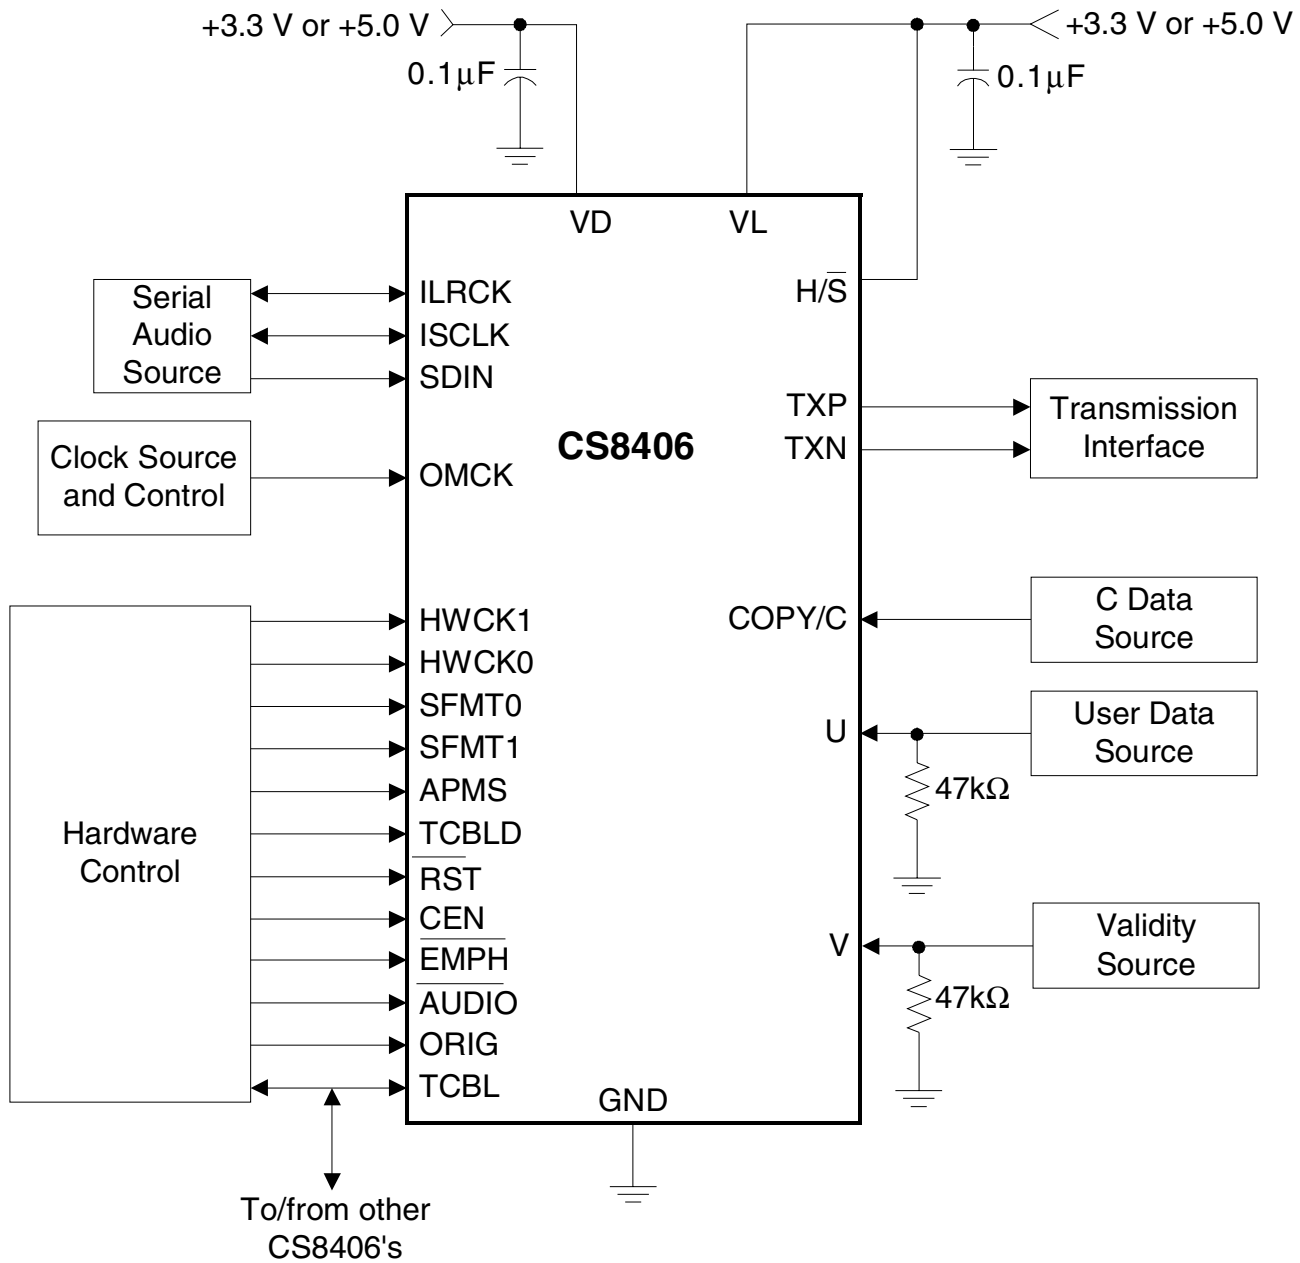 +3.3 V or +5.0 V
+3.3 V or +5.0 V
0.1µF
0.1µF
VD
VL
Serial
Audio
Source
ILRCK
ISCLK
SDIN
H/S̅
Clock Source
and Control
OMCK
CS8406
TXP
TXN
Transmission
Interface
Hardware
Control
HWCK1
HWCK0
SFMT0
SFMT1
APMS
TCBLD
R̅S̅T̅
CEN
E̅M̅P̅H̅
A̅U̅D̅I̅O̅
ORIG
TCBL
COPY/C
C Data
Source
U
User Data
Source
47kΩ
V
Validity
Source
47kΩ
GND
To/from other
CS8406's